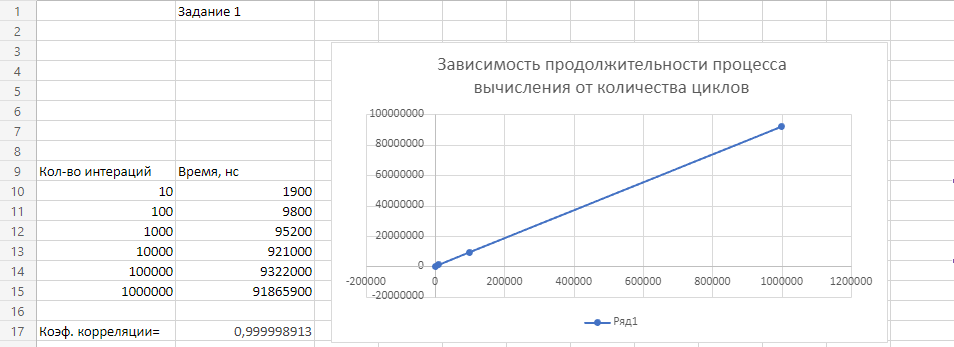 1
Задание 1
2
3
4
5
6
7
8
9 Кол-во интераций Время, нс
10 10 1900
11 100 9800
12 1000 95200
13 10000 921000
14 100000 9322000
15 1000000 91865900
16
17 Коэф. корреляции= 0,999998913
Зависимость продолжительности процесса
вычисления от количества циклов
100000000
80000000
60000000
40000000
20000000
0
-20000000
-200000 0 200000 400000 600000 800000 1000000 1200000
Ряд1